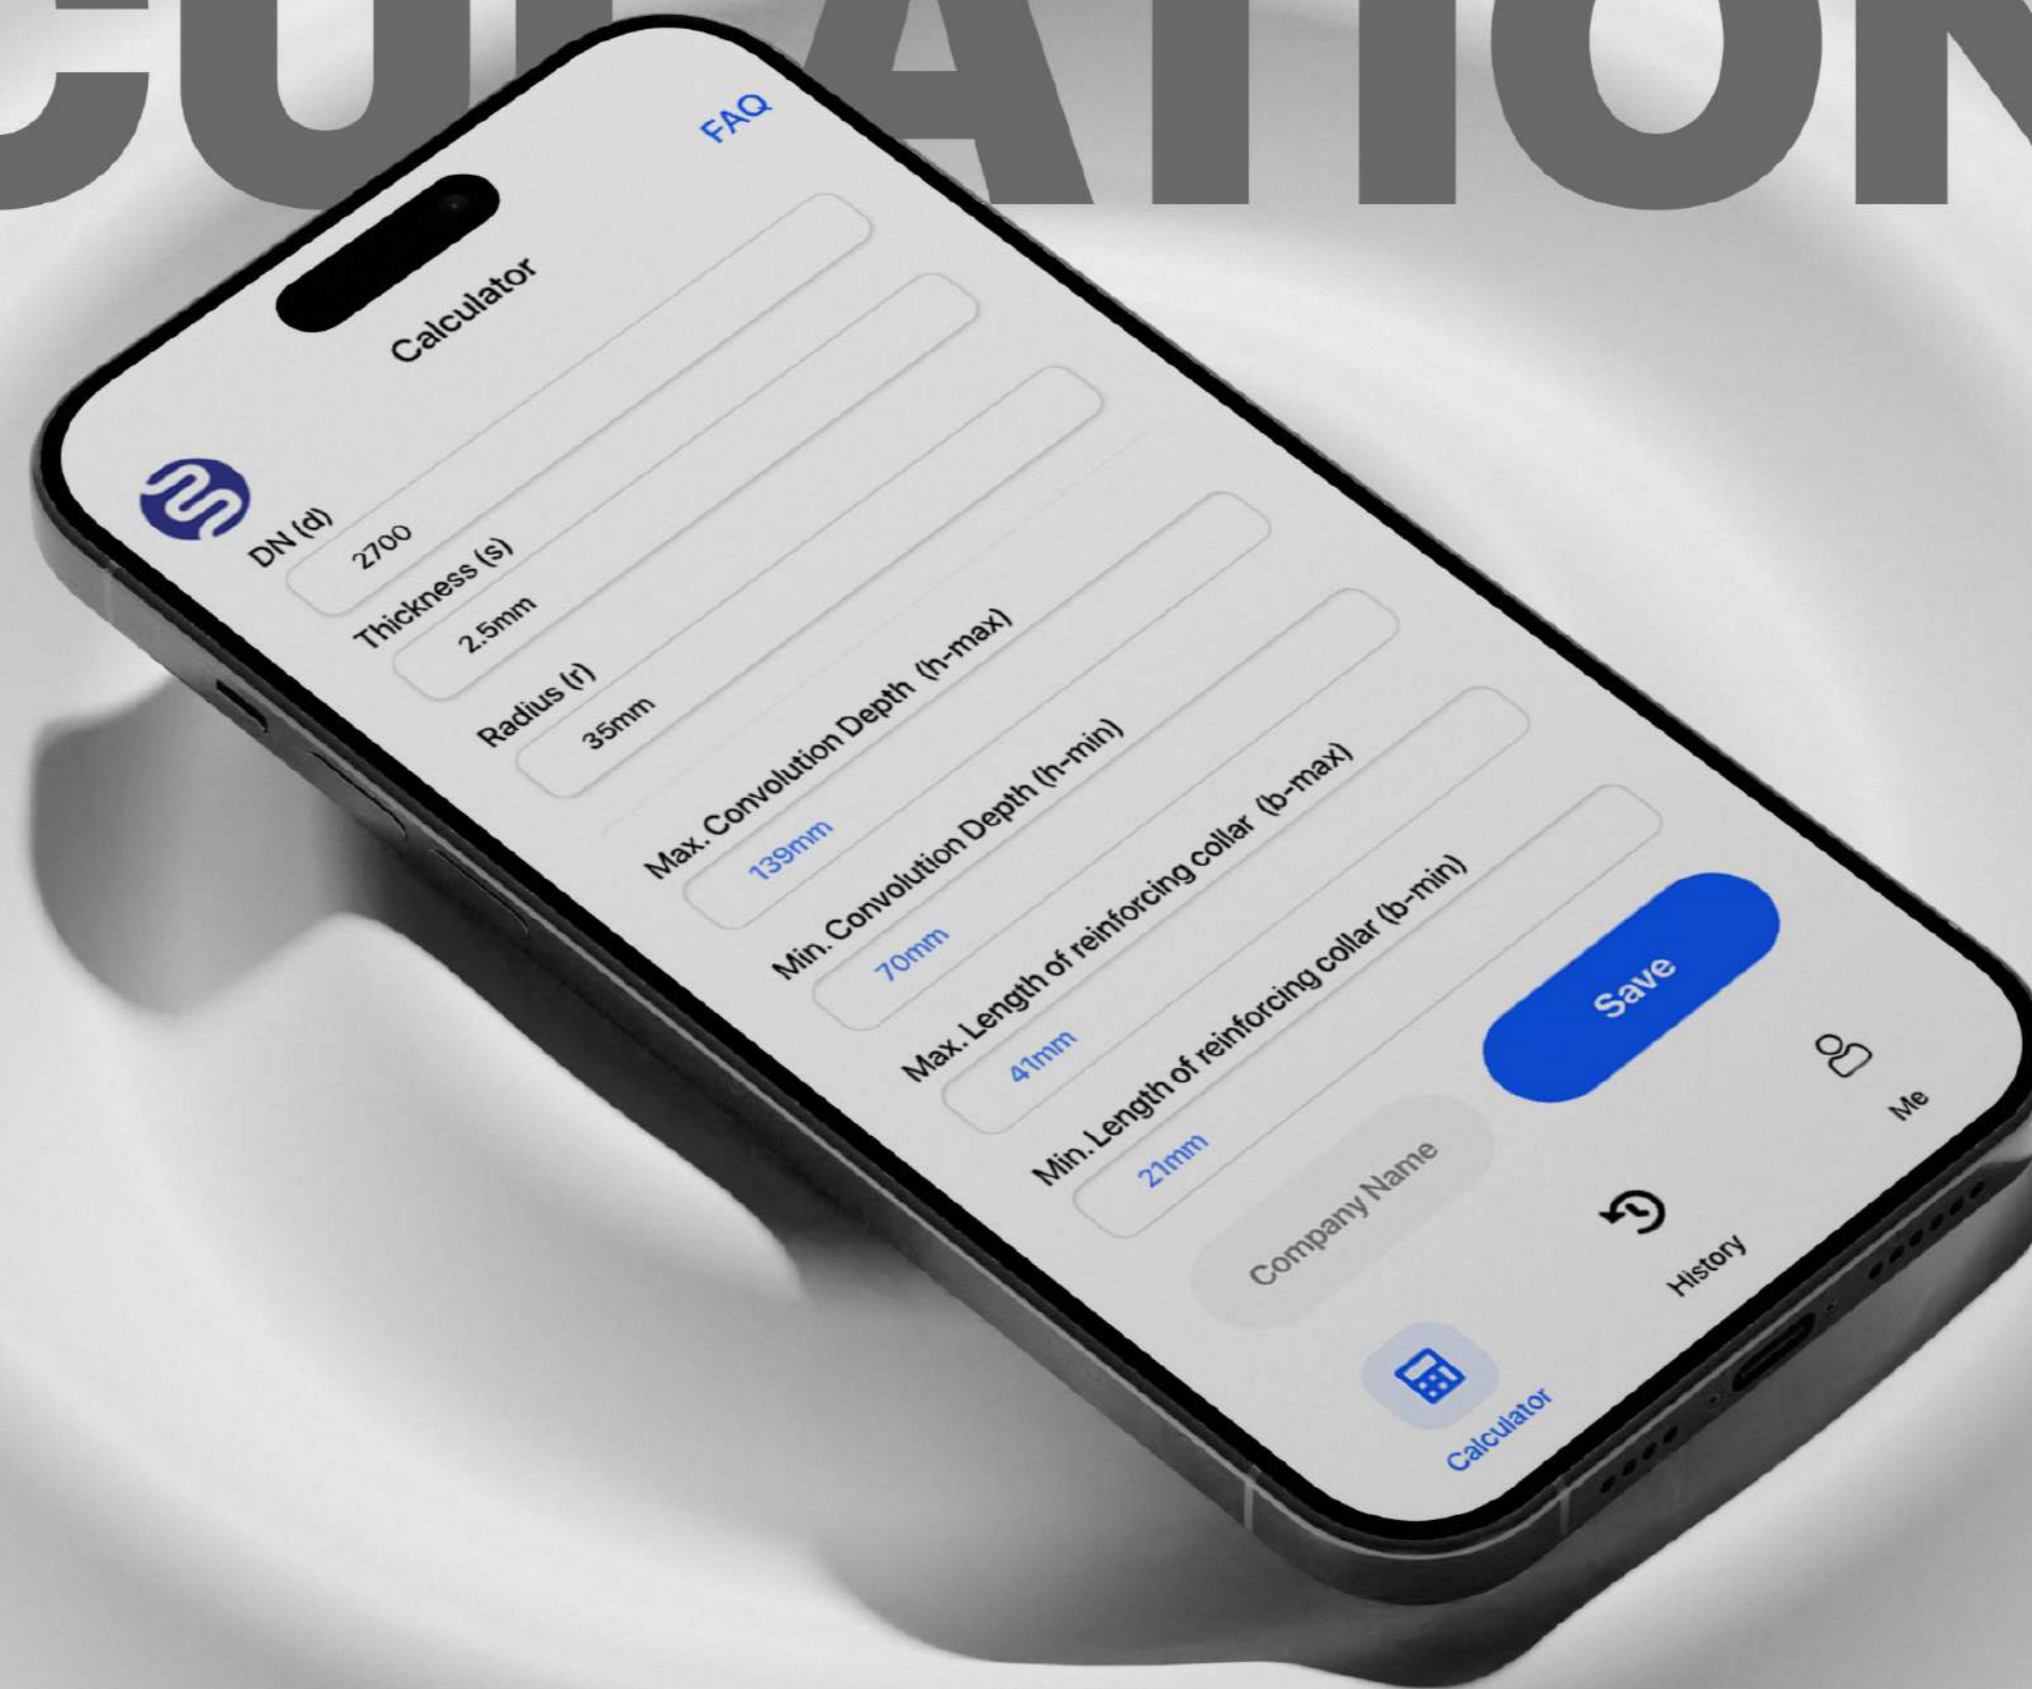 CULATION
FAQ
Calculator
DN (d)
2700
Thickness (s)
2.5mm
Radius (r)
35mm
Max. Convolution Depth (h-max)
139mm
Min. Convolution Depth (h-min)
70mm
Max. Length of reinforcing collar (b-max)
41mm
Min. Length of reinforcing collar (b-min)
21mm
Company Name
Save
Calculator
History
Me